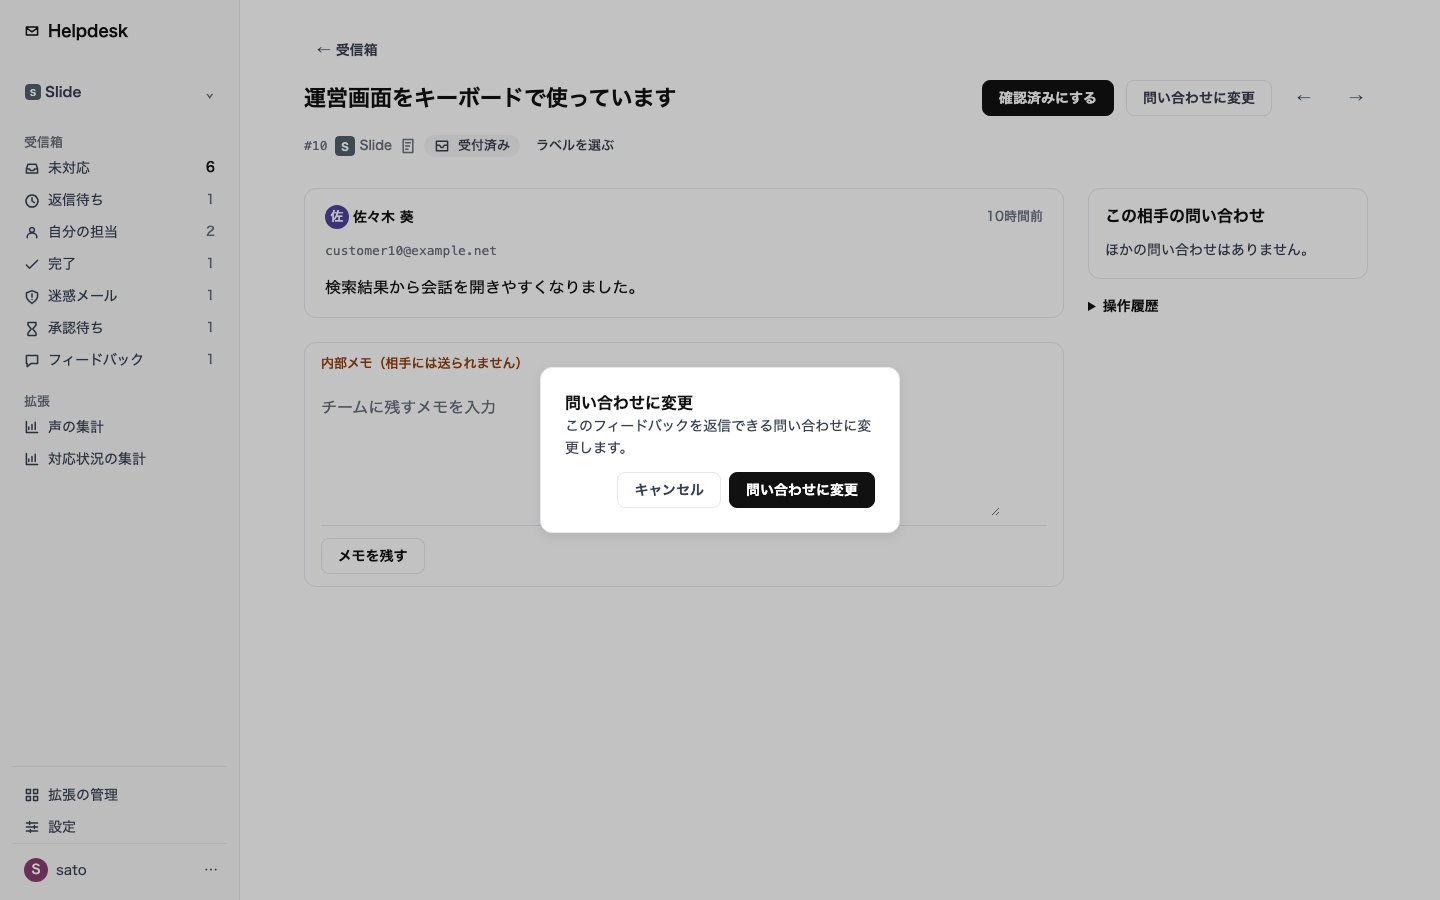 Helpdesk
S Slide
受信箱
未対応 6
返信待ち 1
自分の担当 2
完了 1
迷惑メール 1
承認待ち 1
フィードバック 1
拡張
声の集計
対応状況の集計
拡張の管理
設定
S sato …
← 受信箱
運営画面をキーボードで使っています
確認済みにする 問い合わせに変更 ← →
#10 S Slide 受付済み ラベルを選ぶ
佐 佐々木 葵 10時間前
customer10@example.net
検索結果から会話を開きやすくなりました。
内部メモ（相手には送られません）
チームに残すメモを入力
メモを残す
この相手の問い合わせ
ほかの問い合わせはありません。
▶ 操作履歴
問い合わせに変更
このフィードバックを返信できる問い合わせに変
更します。
キャンセル 問い合わせに変更